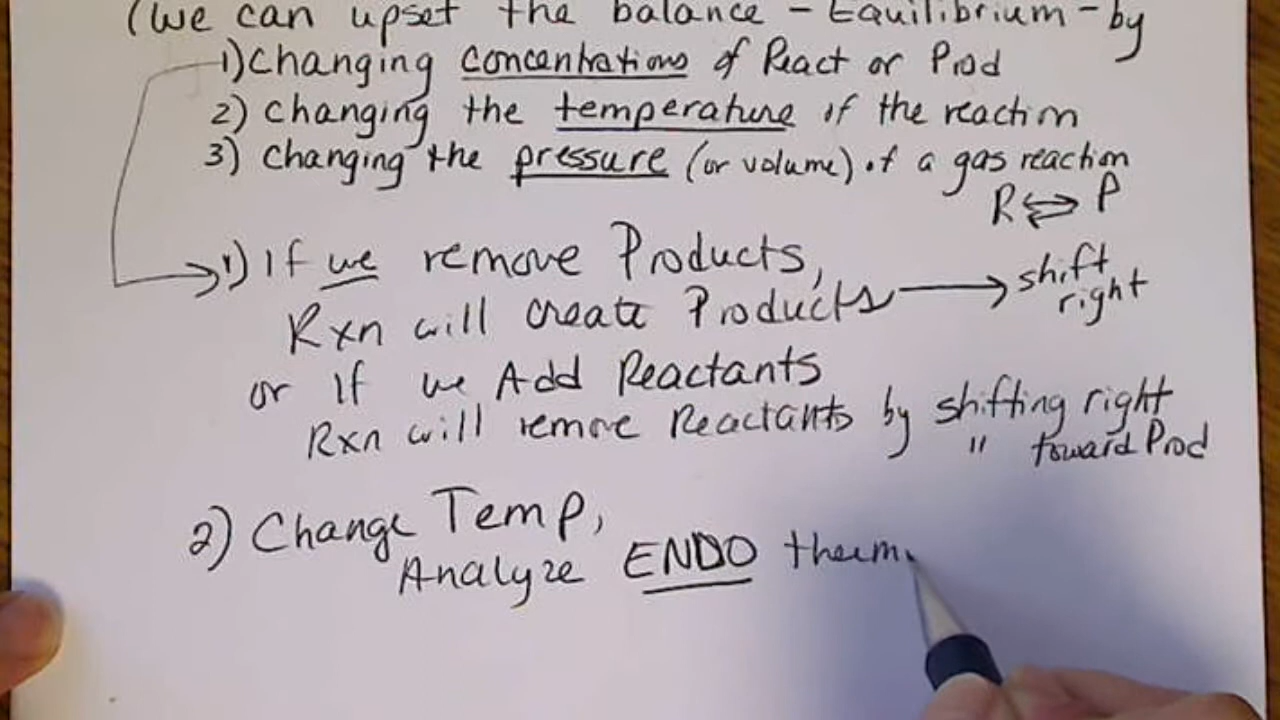 (we can upset the balance - Equilibrium - by
1) Changing concentrations of React or Prod
2) Changing the temperature of the reaction
3) Changing the pressure (or volume) of a gas reaction
R ⇔ P
1) If we remove Products,
Rxn will create Products → shift right
or If we Add Reactants
Rxn will remove Reactants by shifting right
" toward Prod
2) Change Temp,
Analyze ENDO therm